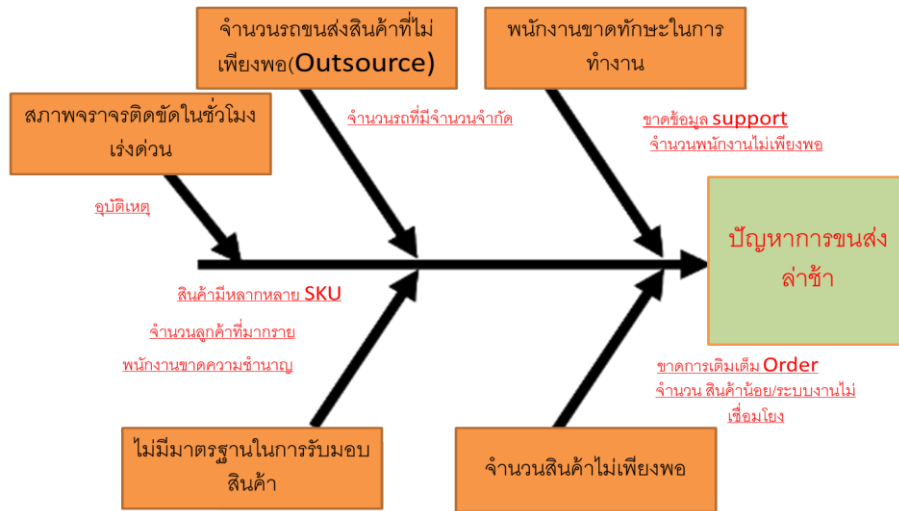 จำนวนรถขนส่งสินค้าที่ไม่
เพียงพอ(Outsource)
พนักงานขาดทักษะในการ
ทำงาน
สภาพจราจรติดขัดในชั่วโมง
เร่งด่วน
จำนวนรถที่มีจำนวนจำกัด
ขาดข้อมูล support
จำนวนพนักงานไม่เพียงพอ
อุบัติเหตุ
ปัญหาการขนส่ง
ล่าช้า
สินค้ามีหลากหลาย SKU
จำนวนลูกค้าที่มากราย
พนักงานขาดความชำนาญ
ขาดการเติมเต็ม Order
จำนวน สินค้าน้อย/ระบบงานไม่
เชื่อมโยง
ไม่มีมาตรฐานในการรับมอบ
สินค้า
จำนวนสินค้าไม่เพียงพอ